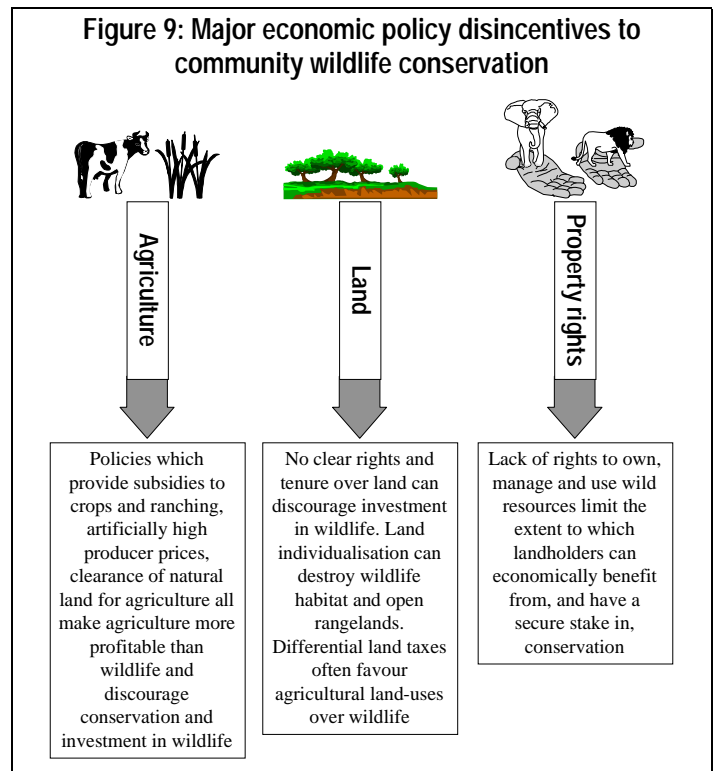 Figure 9: Major economic policy disincentives to
community wildlife conservation
Agriculture
Land
Property rights
Policies which
provide subsidies to
crops and ranching,
artificially high
producer prices,
clearance of natural
land for agriculture all
make agriculture more
profitable than
wildlife and
discourage
conservation and
investment in wildlife
No clear rights and
tenure over land can
discourage investment
in wildlife. Land
individualisation can
destroy wildlife
habitat and open
rangelands.
Differential land taxes
often favour
agricultural land-uses
over wildlife
Lack of rights to own,
manage and use wild
resources limit the
extent to which
landholders can
economically benefit
from, and have a
secure stake in,
conservation